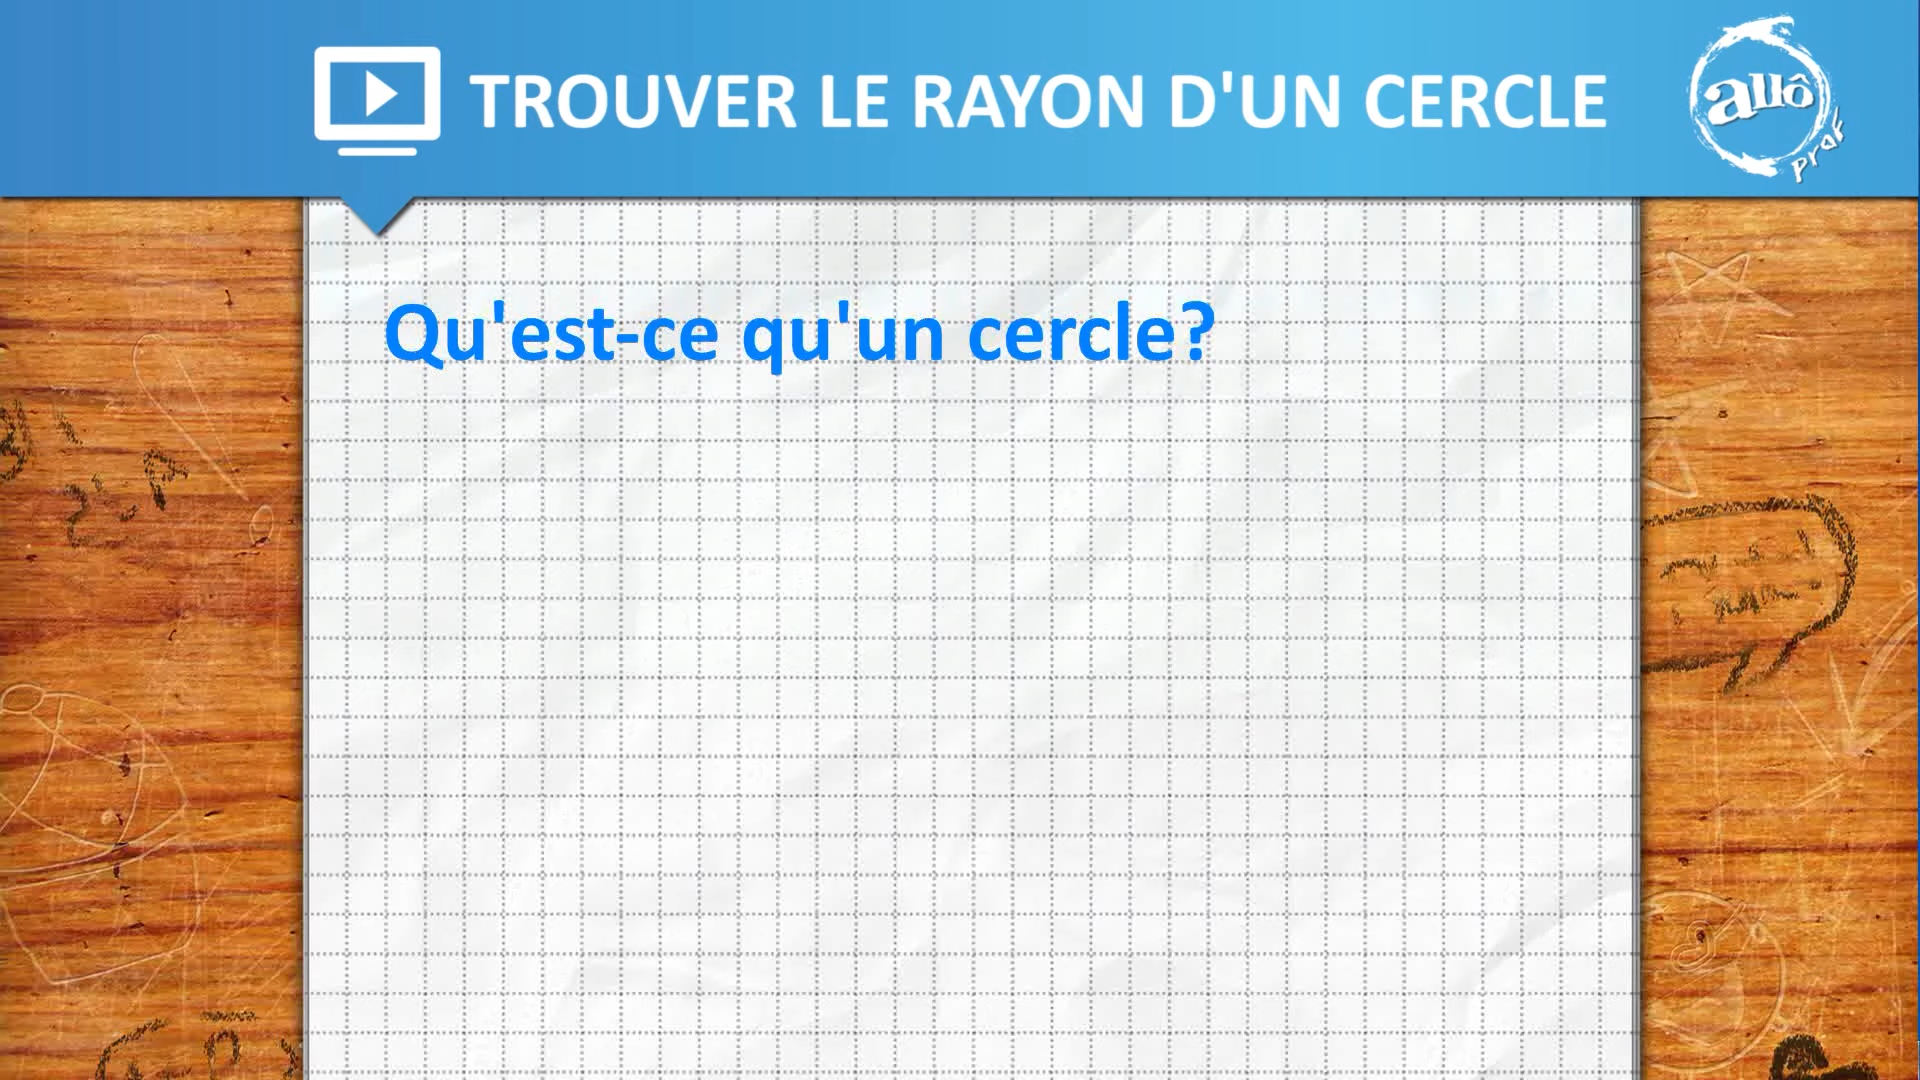 TROUVER LE RAYON D'UN CERCLE
allô
prof
Qu'est-ce qu'un cercle?